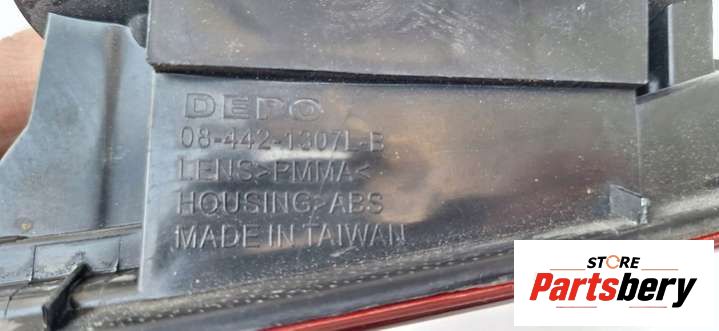 DEPO
08-442-1307L-B
LENS>PMMA<
HOUSING>ABS
MADE IN TAIWAN
STORE
Partsbery